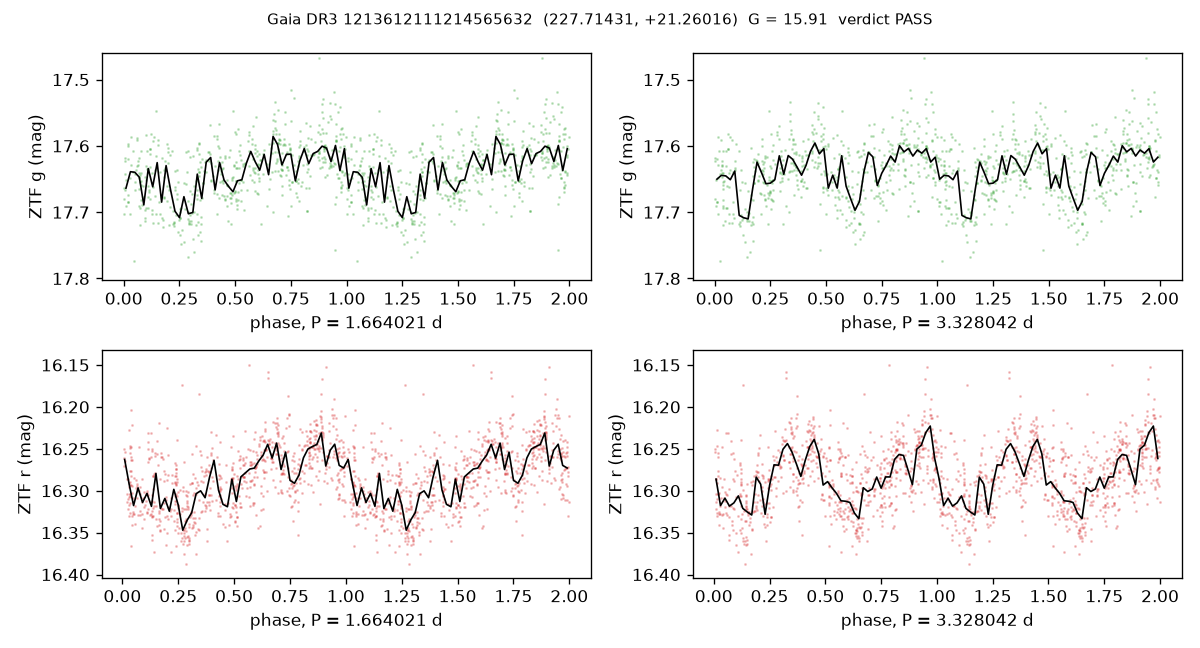 Gaia DR3 1213612111214565632 (227.71431, +21.26016) G = 15.91 verdict PASS
ZTF g (mag)
17.5
17.6
17.7
17.8
0.00 0.25 0.50 0.75 1.00 1.25 1.50 1.75 2.00
phase, P = 1.664021 d
ZTF g (mag)
17.5
17.6
17.7
17.8
0.00 0.25 0.50 0.75 1.00 1.25 1.50 1.75 2.00
phase, P = 3.328042 d
ZTF r (mag)
16.15
16.20
16.25
16.30
16.35
16.40
0.00 0.25 0.50 0.75 1.00 1.25 1.50 1.75 2.00
phase, P = 1.664021 d
ZTF r (mag)
16.15
16.20
16.25
16.30
16.35
16.40
0.00 0.25 0.50 0.75 1.00 1.25 1.50 1.75 2.00
phase, P = 3.328042 d